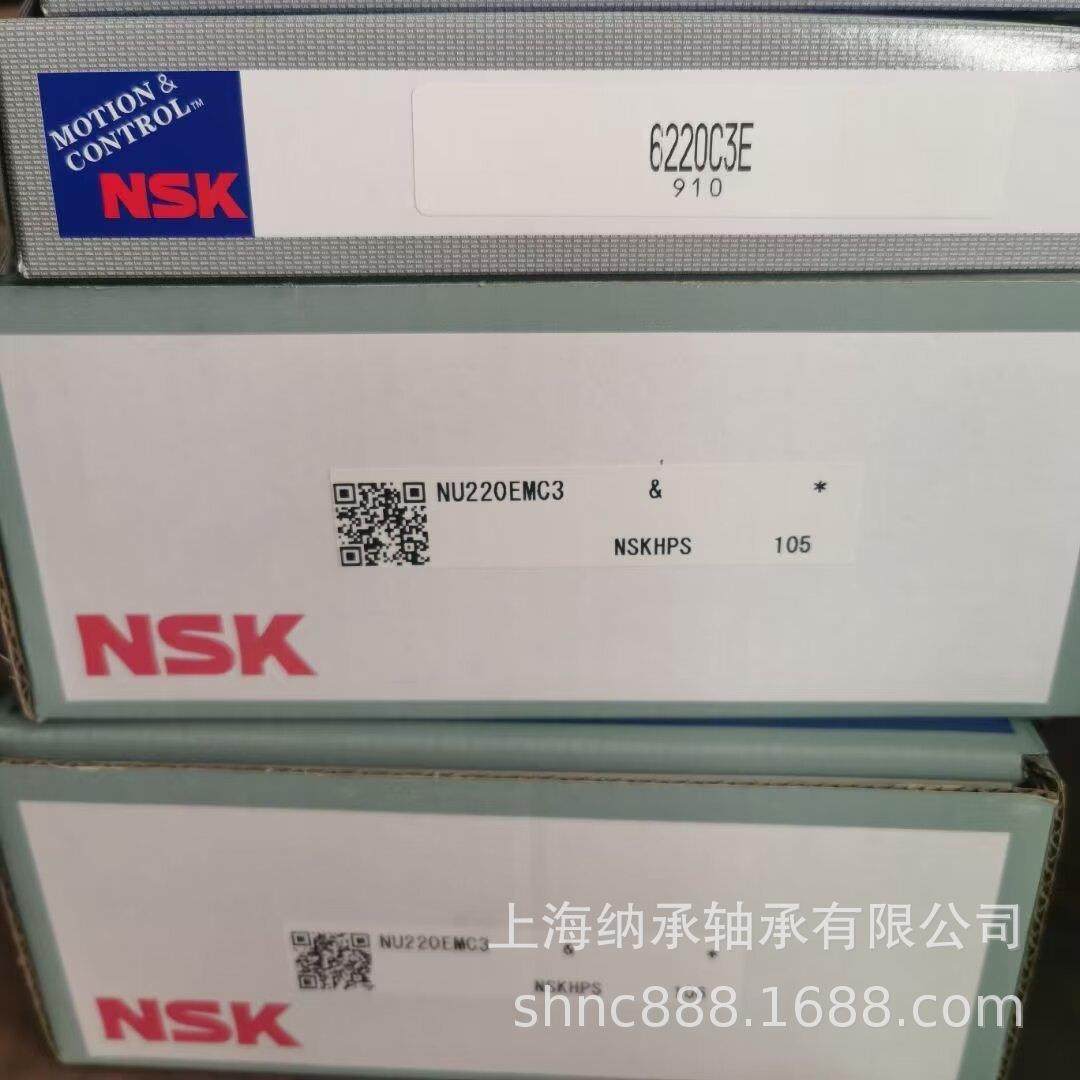 MOTION &
CONTROL™
NSK
6220C3E
910
NU220EMC3 & *
NSKHPS 105
NSK
NU220EMC3 & *
NSKHPS
NSK
上海纳承轴承有限公司
shnc888.1688.com